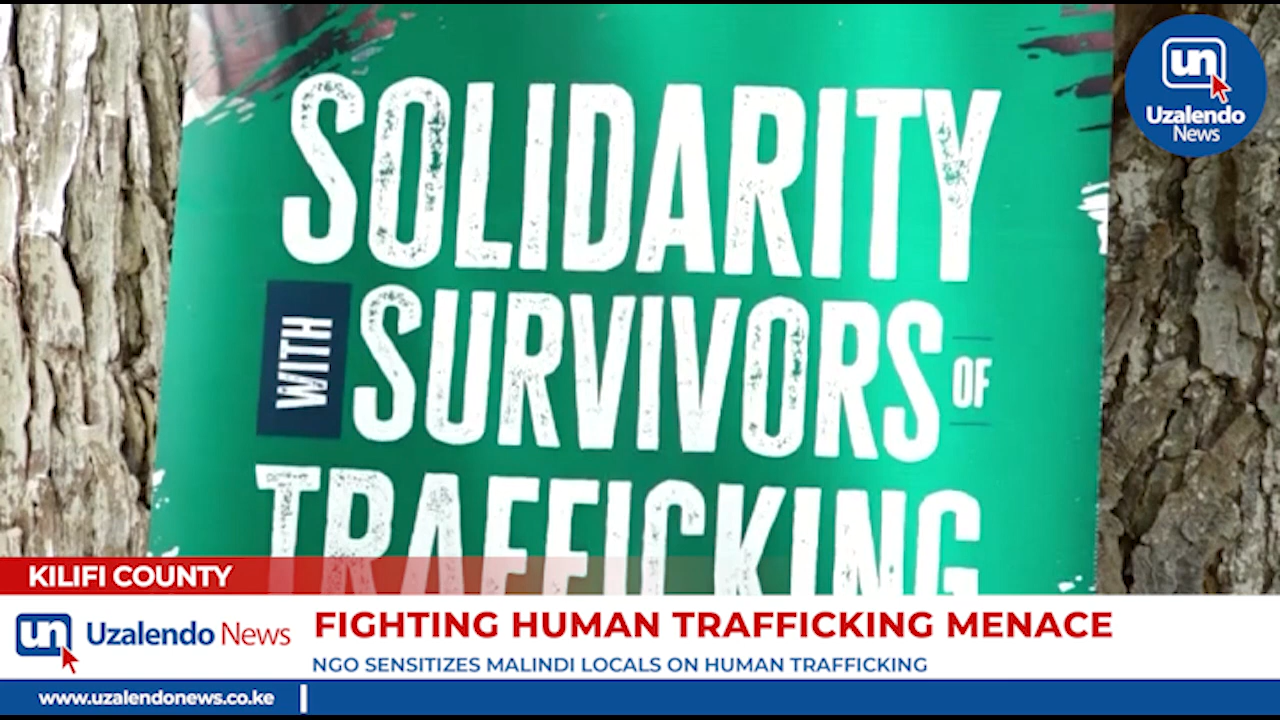 un
Uzalendo
News
SOLIDARITY
WITH SURVIVORS OF
TRAFFICKING
KILIFI COUNTY
un Uzalendo News
FIGHTING HUMAN TRAFFICKING MENACE
NGO SENSITIZES MALINDI LOCALS ON HUMAN TRAFFICKING
www.uzalendonews.co.ke